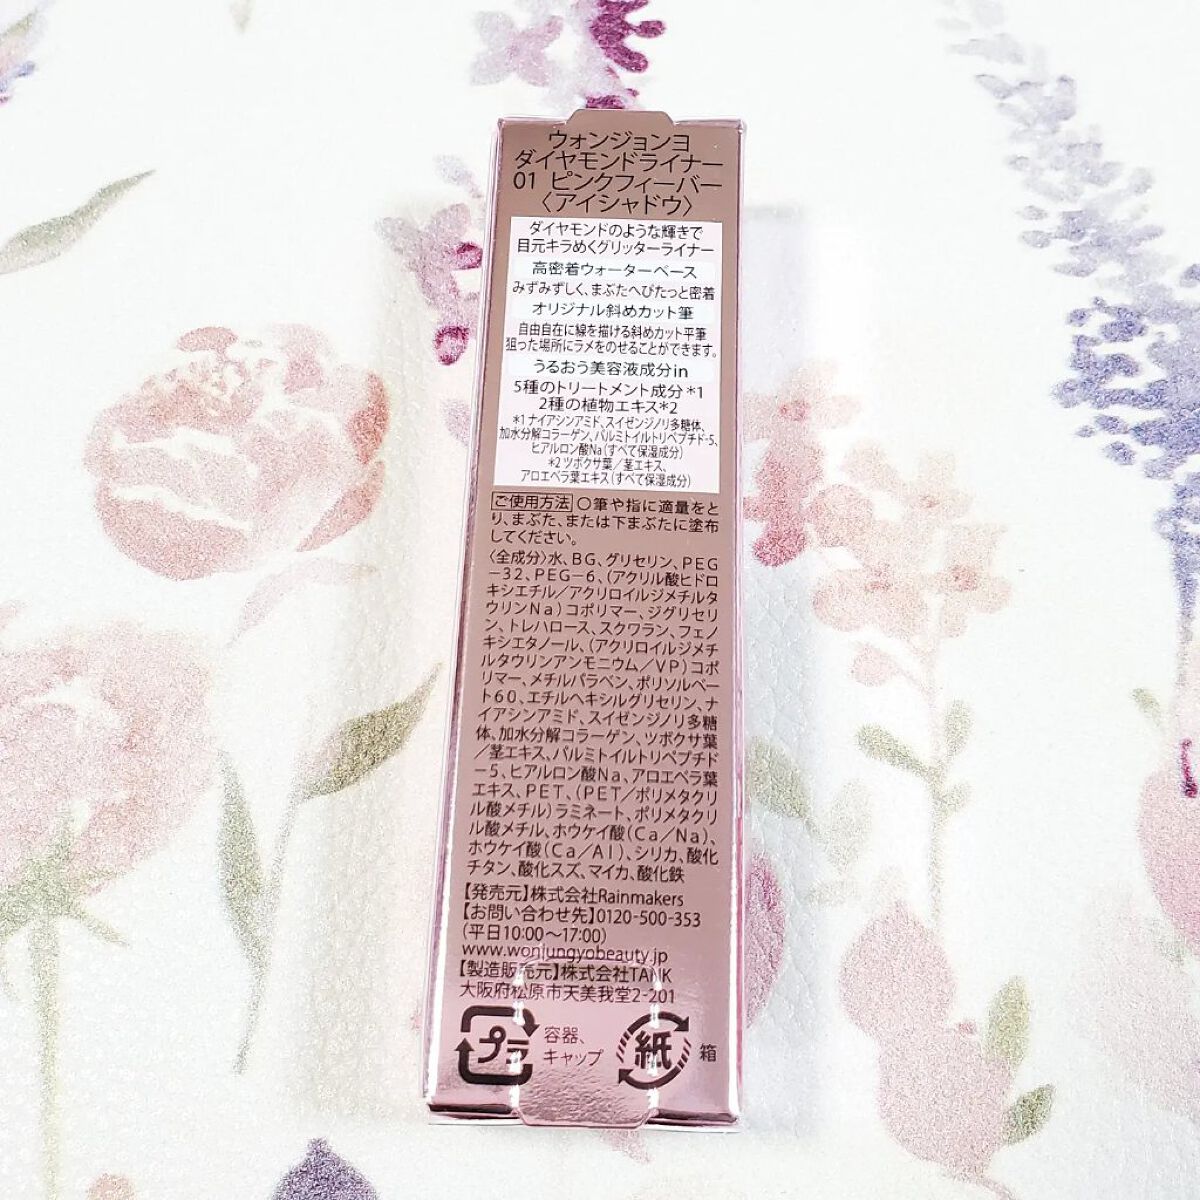 ウォンジョンヨ
ダイヤモンドライナー
01 ピンクフィーバー
〈アイシャドウ〉
ダイヤモンドのような輝きで
目元キラめくグリッターライナー
高密着ウォーターベース
みずみずしく、まぶたへぴたっと密着
オリジナル斜めカット筆
自由自在に線を描ける斜めカット平筆
狙った場所にラメをのせることができます。
うるおう美容液成分in
5種のトリートメント成分*1
2種の植物エキス*2
*1 ナイアシンアミド、スイゼンジノリ多糖体、
加水分解コラーゲン、パルミトイルトリペプチド-5、
ヒアルロン酸Na（すべて保湿成分）
*2 ツボクサ葉／茎エキス、
アロエベラ葉エキス（すべて保湿成分）
ご使用方法 〇筆や指に適量をと
り、まぶた、または下まぶたに塗布
してください。
〈全成分〉水、BG、グリセリン、PEG
－32、PEG－6、（アクリル酸ヒドロ
キシエチル／アクリロイルジメチルタ
ウリンNa）コポリマー、ジグリセリ
ン、トレハロース、スクワラン、フェノ
キシエタノール、（アクリロイルジメチ
ルタウリンアンモニウム／VP）コポ
リマー、メチルパラベン、ポリソルベー
ト60、エチルヘキシルグリセリン、ナ
イアシンアミド、スイゼンジノリ多糖
体、加水分解コラーゲン、ツボクサ葉
／茎エキス、パルミトイルトリペプチド
－5、ヒアルロン酸Na、アロエベラ葉
エキス、PET、（PET／ポリメタクリ
ル酸メチル）ラミネート、ポリメタクリ
ル酸メチル、ホウケイ酸（Ca／Na）、
ホウケイ酸（Ca／Al）、シリカ、酸化
チタン、酸化スズ、マイカ、酸化鉄
【発売元】株式会社Rainmakers
【お問い合わせ先】0120-500-353
（平日10:00～17:00）
www.wonjungyobeauty.jp
【製造販売元】株式会社TANK
大阪府松原市天美我堂2-201
プラ 容器、
キャップ
紙 箱